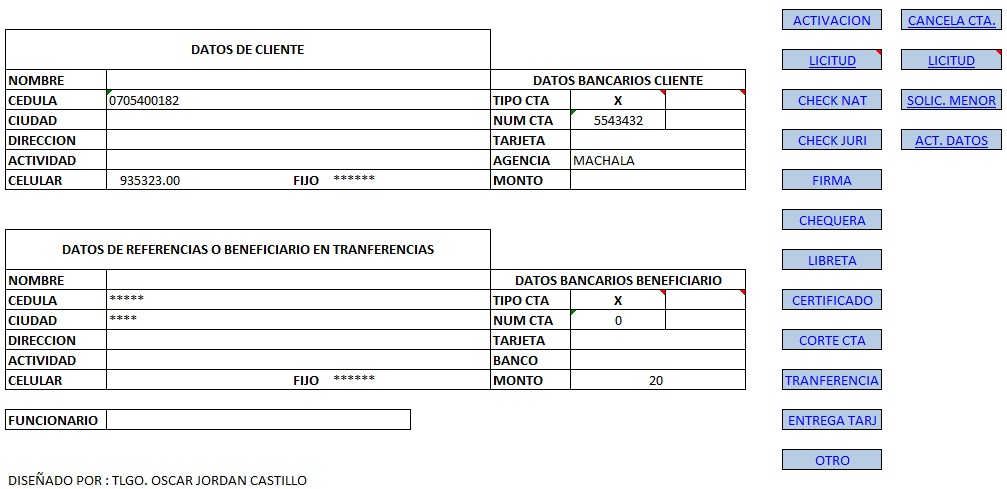 ACTIVACION CANCELA CTA.
DATOS DE CLIENTE
LICITUD LICITUD
NOMBRE DATOS BANCARIOS CLIENTE
CEDULA 0705400182 TIPO CTA X CHECK NAT SOLIC. MENOR
CIUDAD NUM CTA 5543432
DIRECCION TARJETA CHECK JURI ACT. DATOS
ACTIVIDAD AGENCIA MACHALA
CELULAR 935323.00 FIJO ****** MONTO FIRMA
CHEQUERA
DATOS DE REFERENCIAS O BENEFICIARIO EN TRANFERENCIAS
LIBRETA
NOMBRE DATOS BANCARIOS BENEFICIARIO
CEDULA ***** TIPO CTA X CERTIFICADO
CIUDAD **** NUM CTA 0
DIRECCION TARJETA CORTE CTA
ACTIVIDAD BANCO
CELULAR FIJO ****** MONTO 20 TRANFERENCIA
FUNCIONARIO ENTREGA TARJ
OTRO
DISEÑADO POR : TLGO. OSCAR JORDAN CASTILLO